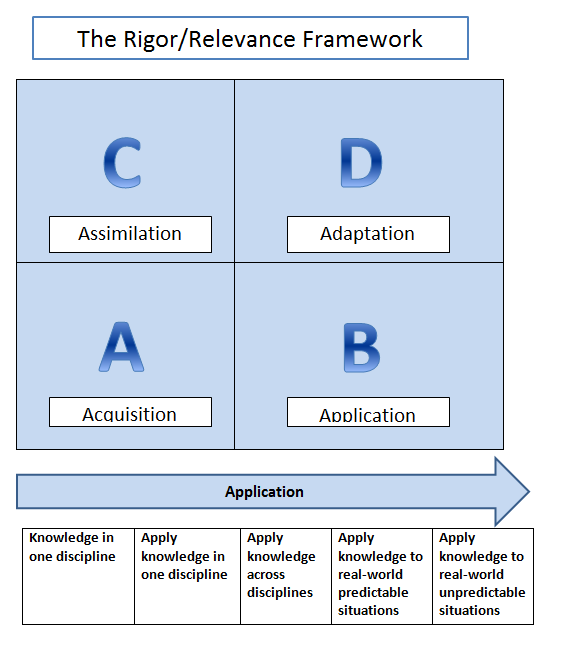 The Rigor/Relevance Framework
C
D
Assimilation
Adaptation
A
B
Acquisition
Application
Application
Knowledge in
one discipline
Apply
knowledge in
one discipline
Apply
knowledge
across
disciplines
Apply
knowledge to
real-world
predictable
situations
Apply
knowledge to
real-world
unpredictable
situations